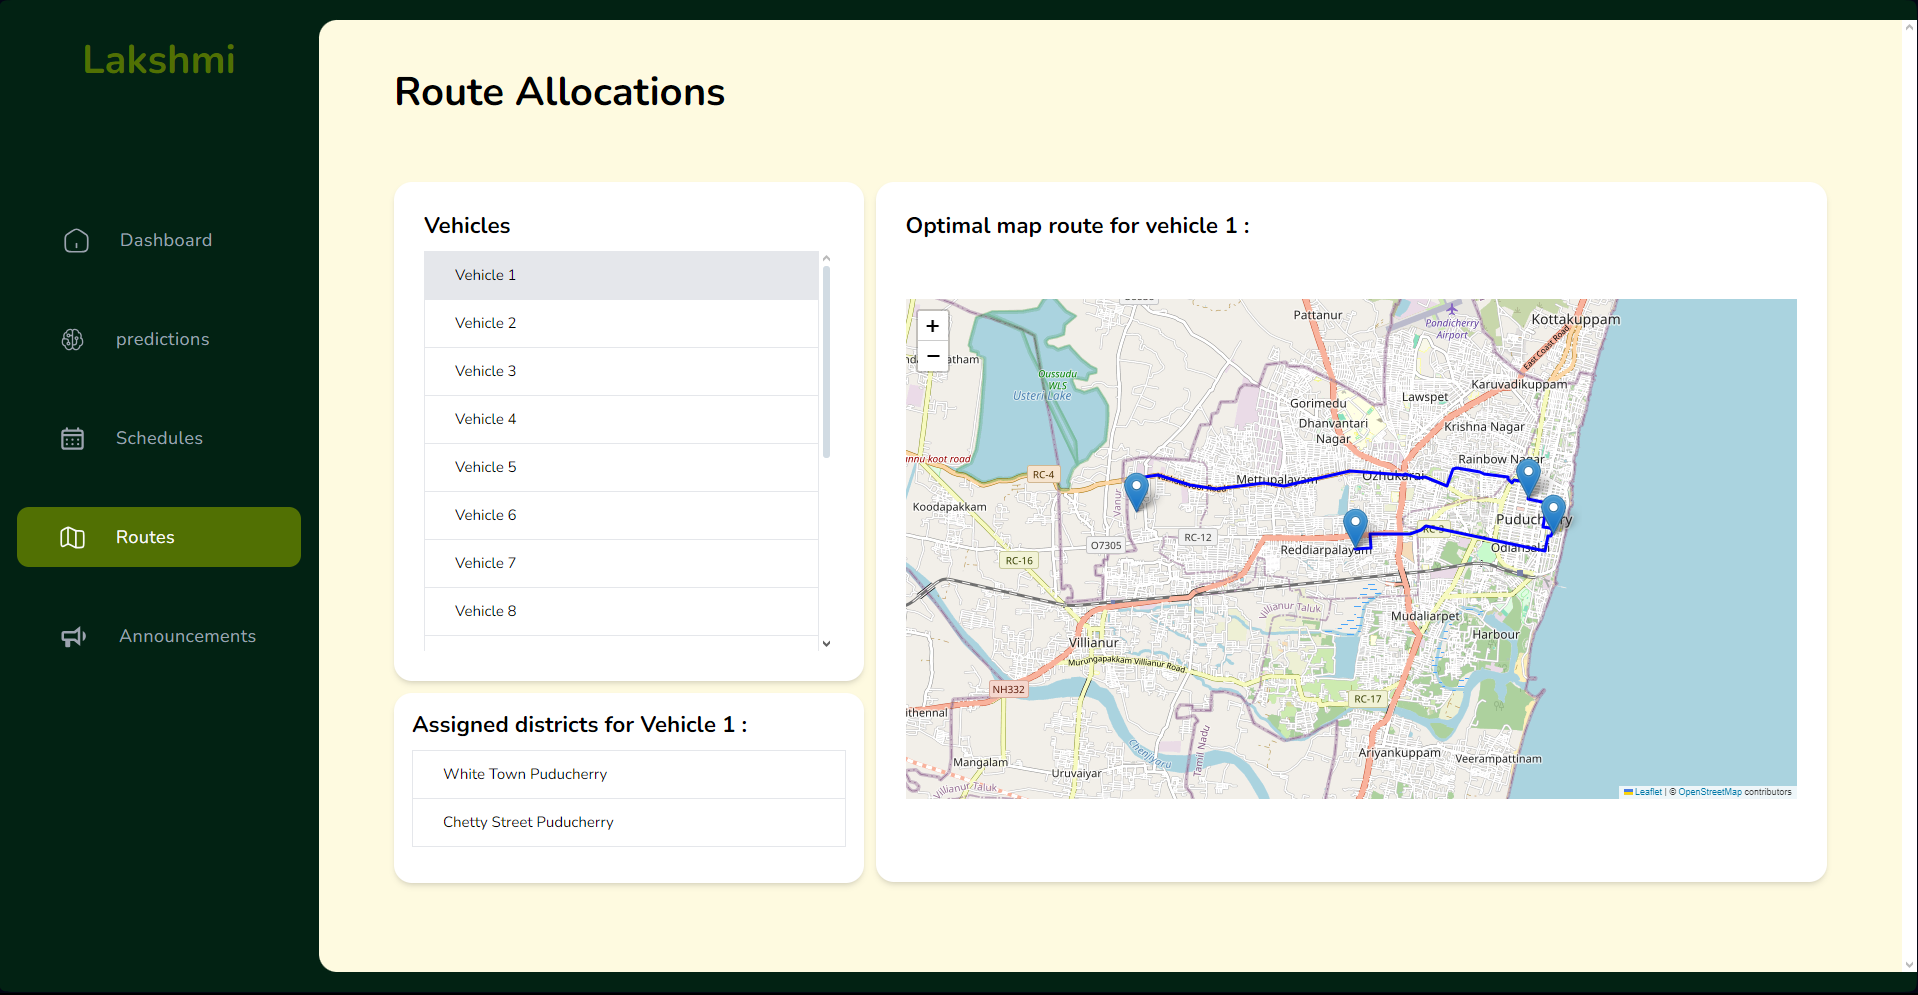 Lakshmi
Dashboard
predictions
Schedules
Routes
Announcements
Route Allocations
Vehicles
Vehicle 1
Vehicle 2
Vehicle 3
Vehicle 4
Vehicle 5
Vehicle 6
Vehicle 7
Vehicle 8
Assigned districts for Vehicle 1 :
White Town Puducherry
Chetty Street Puducherry
Optimal map route for vehicle 1 :
+
−
Pattanur
Pondicherry
Airport
Kottakuppam
East Coast Road
Oussudu
WLS
Usteri Lake
Karuvadikuppam
Lawspet
Gorimedu
Dhanvantari
Nagar
Krishna Nagar
Rainbow Nagar
RC-4
Mettupalayam
Ozhukarai
Koodapakkam
Vanur
Puducherry
O7305
RC-12
Reddiarpalayam
RC-16
Villianur Taluk
Mudaliarpet
Harbour
Villianur
Murungapakkam Villianur Road
NH332
RC-17
Chenjiyaru
Tamil Nadu
Ariyankuppam
Veerampattinam
Mangalam
Uruvaiyar
Villianur Taluk
Leaflet | © OpenStreetMap contributors